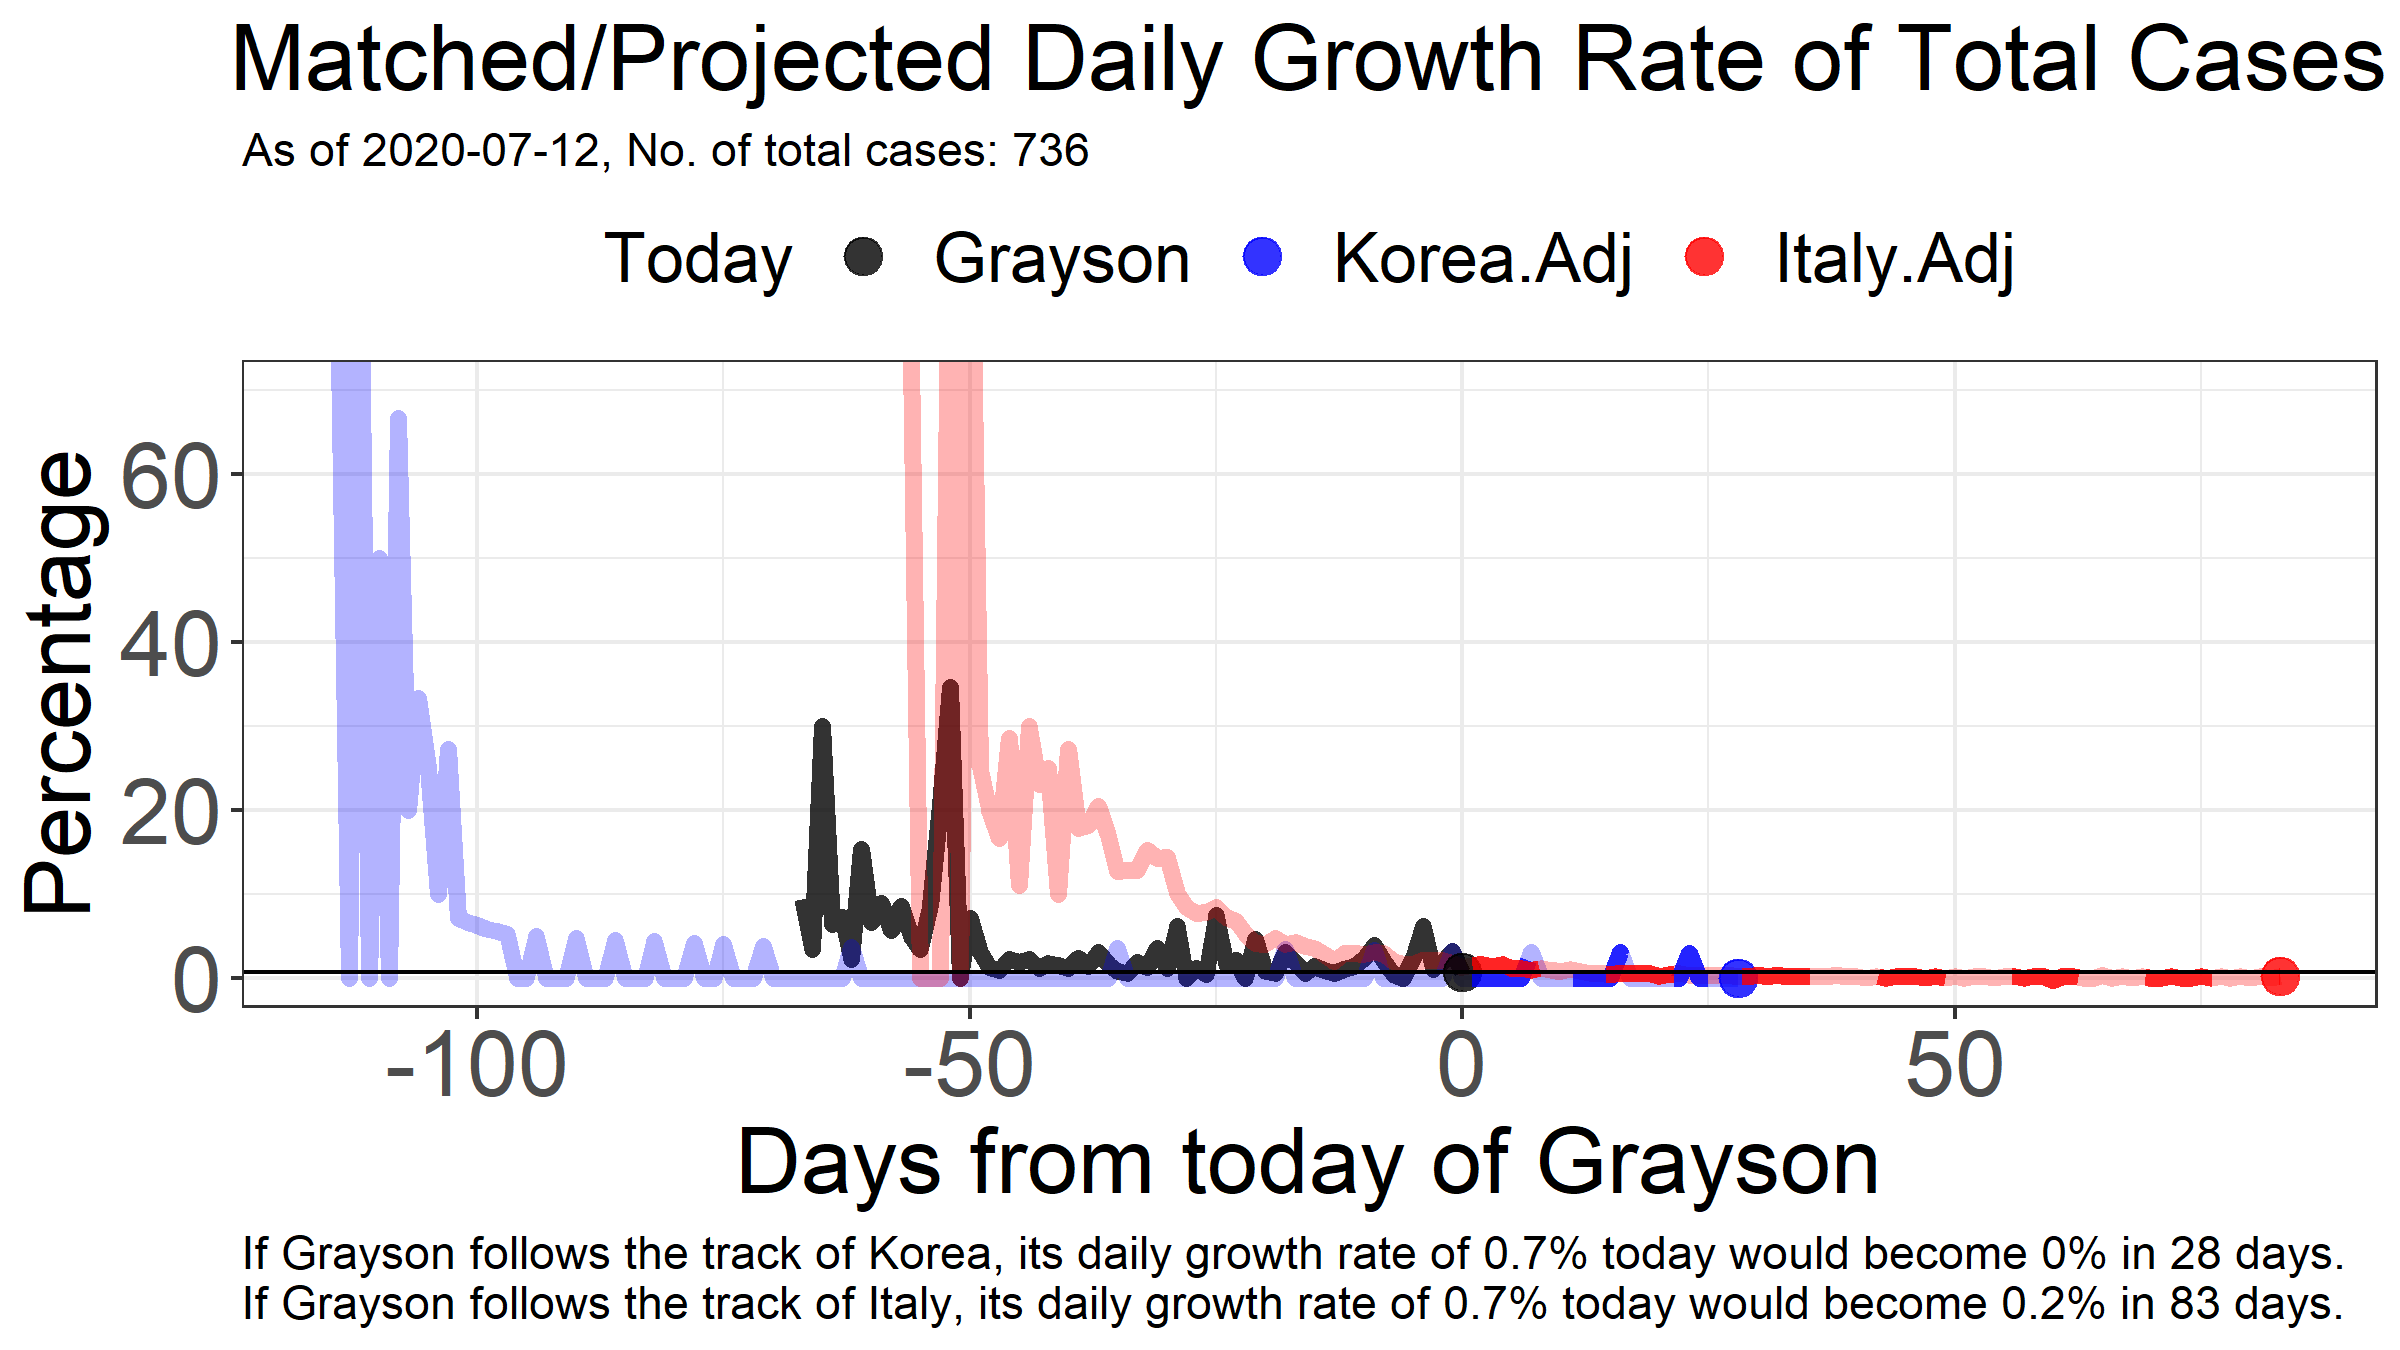 Matched/Projected Daily Growth Rate of Total Cases
As of 2020-07-12, No. of total cases: 736
Today Grayson Korea.Adj Italy.Adj
Percentage
60
40
20
0
-100 -50 0 50
Days from today of Grayson
If Grayson follows the track of Korea, its daily growth rate of 0.7% today would become 0% in 28 days.
If Grayson follows the track of Italy, its daily growth rate of 0.7% today would become 0.2% in 83 days.